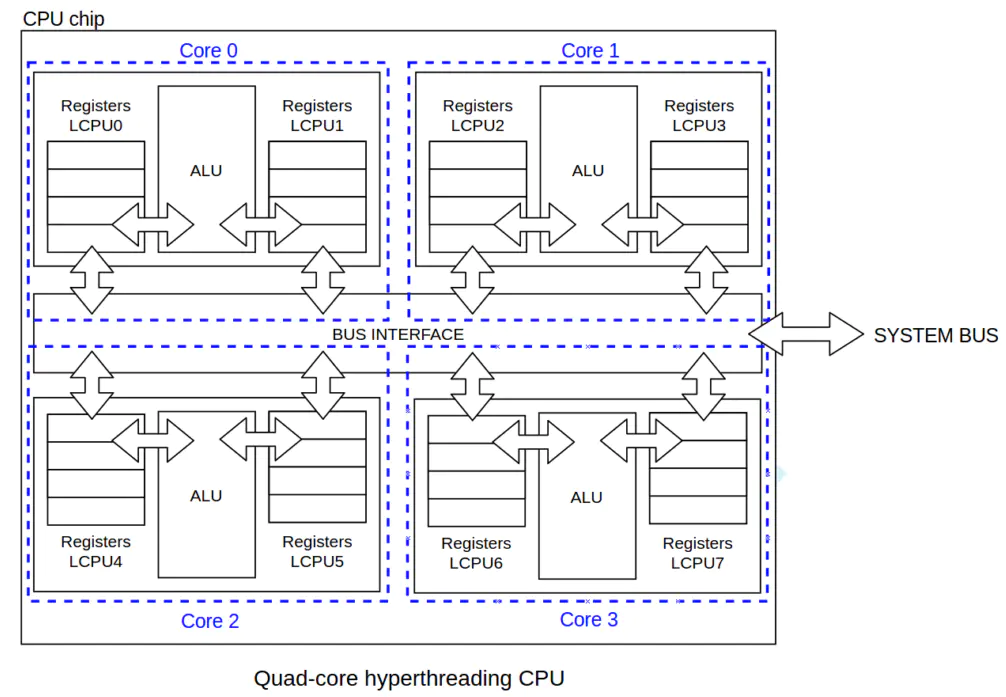 CPU chip
Core 0
Core 1
Registers
LCPU0
ALU
Registers
LCPU1
Registers
LCPU2
ALU
Registers
LCPU3
BUS INTERFACE
SYSTEM BUS
ALU
Registers
LCPU4
Registers
LCPU5
ALU
Registers
LCPU6
Registers
LCPU7
Core 2
Core 3
Quad-core hyperthreading CPU